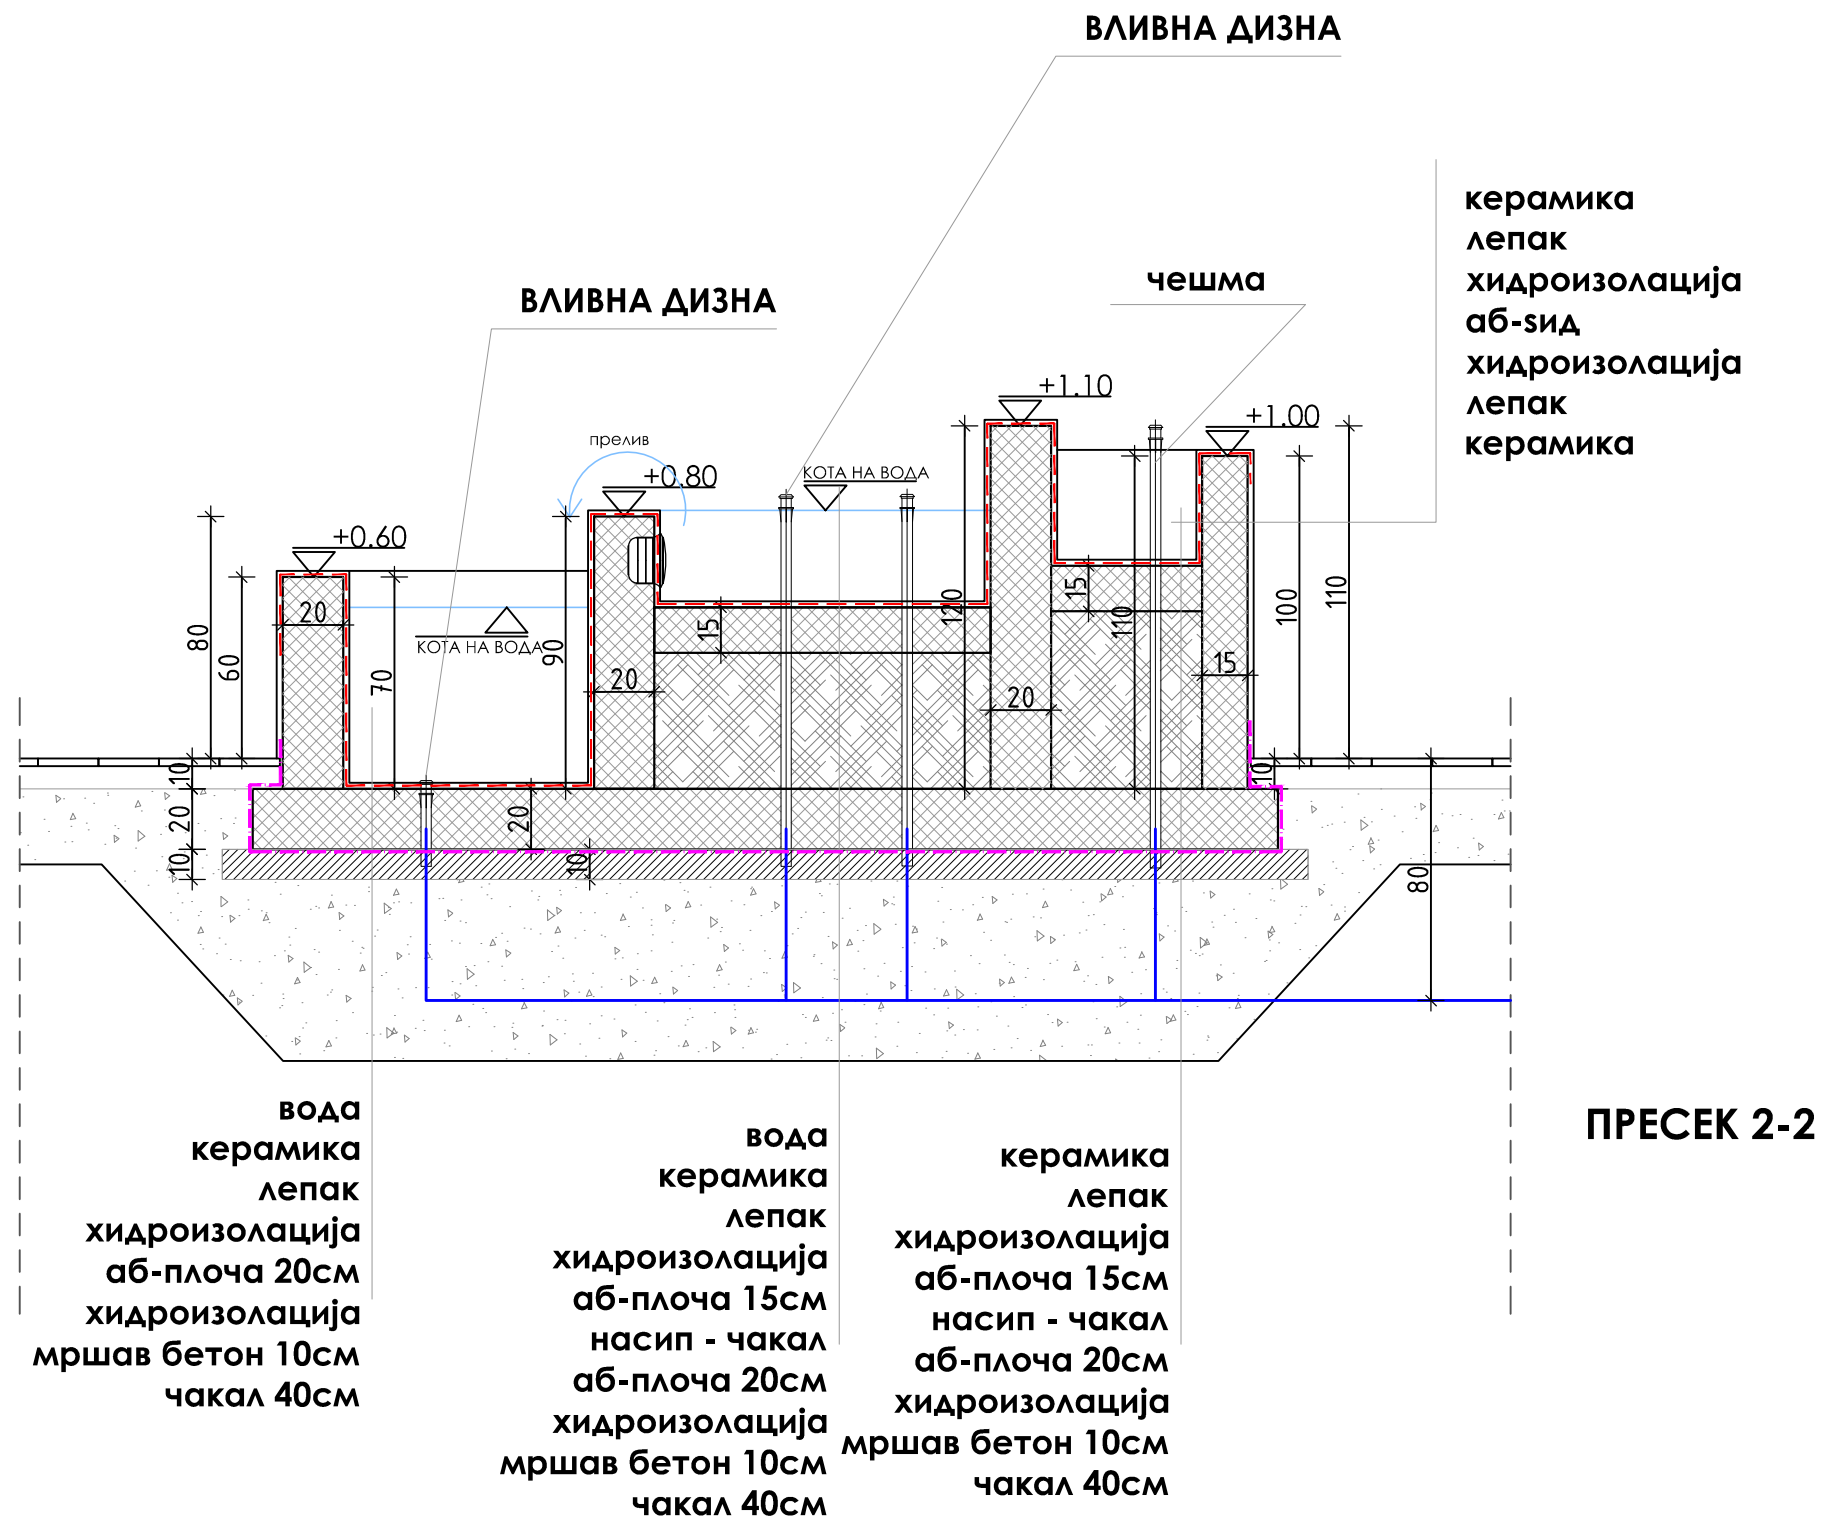 ВЛИВНА ДИЗНА
керамика
лепак
хидроизолација
аб-ѕид
хидроизолација
лепак
керамика
чешма
ВЛИВНА ДИЗНА
+1.10
+1.00
прелив
+0.80
КОТА НА ВОДА
+0.60
КОТА НА ВОДА
80
60
20
70
90
20
15
120
20
15
110
15
100
110
10
20
10
20
10
10
80
вода
керамика
лепак
хидроизолација
аб-плоча 20см
хидроизолација
мршав бетон 10см
чакал 40см
вода
керамика
лепак
хидроизолација
аб-плоча 15см
насип - чакал
аб-плоча 20см
хидроизолација
мршав бетон 10см
чакал 40см
керамика
лепак
хидроизолација
аб-плоча 15см
насип - чакал
аб-плоча 20см
хидроизолација
мршав бетон 10см
чакал 40см
ПРЕСЕК 2-2